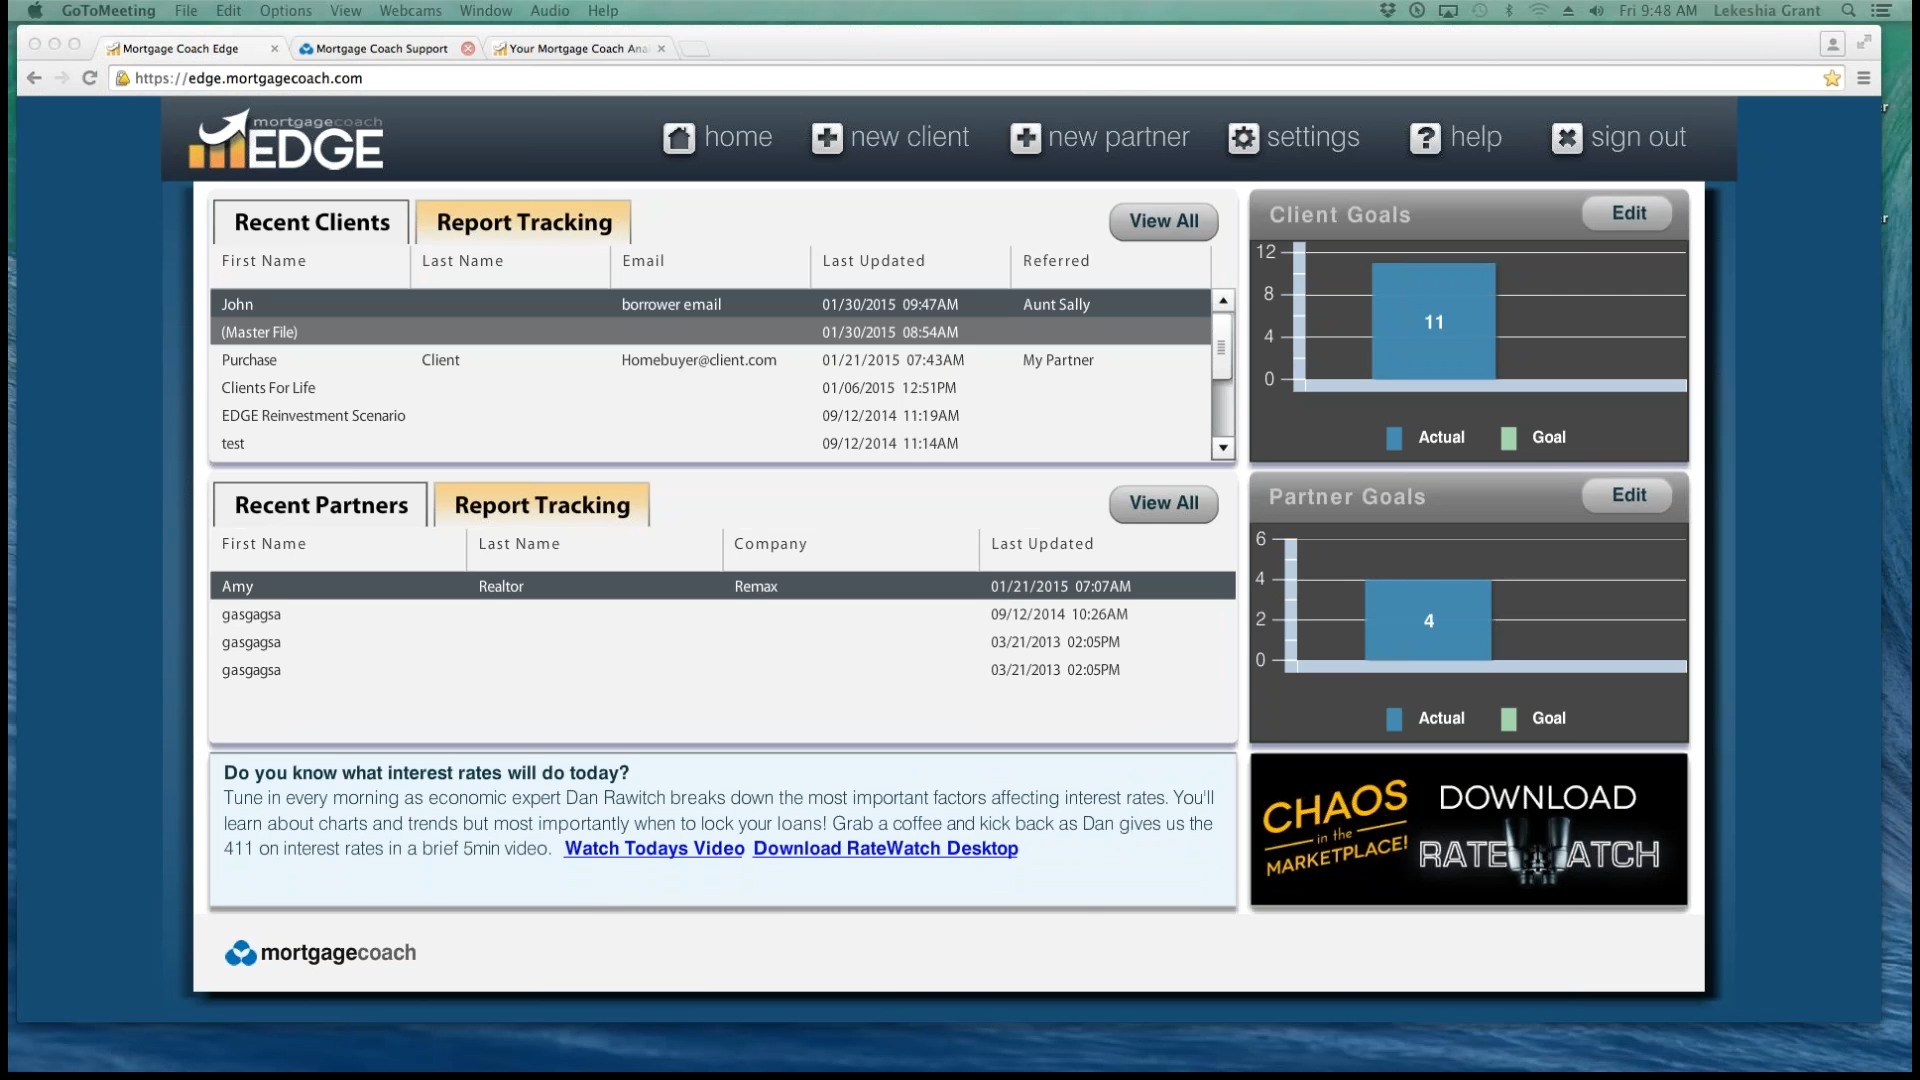 GoToMeeting File Edit Options View Webcams Window Audio Help Fri 9:48 AM Lekeshia Grant
Mortgage Coach Edge Mortgage Coach Support Your Mortgage Coach Ana
https://edge.mortgagecoach.com
mortgagecoach
EDGE
home new client new partner settings help sign out
Recent Clients Report Tracking View All
First Name Last Name Email Last Updated Referred
John borrower email 01/30/2015 09:47AM Aunt Sally
(Master File) 01/30/2015 08:54AM
Purchase Client Homebuyer@client.com 01/21/2015 07:43AM My Partner
Clients For Life 01/06/2015 12:51PM
EDGE Reinvestment Scenario 09/12/2014 11:19AM
test 09/12/2014 11:14AM
Client Goals Edit
12
8
4
0
11
Actual Goal
Recent Partners Report Tracking View All
First Name Last Name Company Last Updated
Amy Realtor Remax 01/21/2015 07:07AM
gasgagsa 09/12/2014 10:26AM
gasgagsa 03/21/2013 02:05PM
gasgagsa 03/21/2013 02:05PM
Partner Goals Edit
6
4
2
0
4
Actual Goal
Do you know what interest rates will do today?
Tune in every morning as economic expert Dan Rawitch breaks down the most important factors affecting interest rates. You'll
learn about charts and trends but most importantly when to lock your loans! Grab a coffee and kick back as Dan gives us the
411 on interest rates in a brief 5min video. Watch Todays Video Download RateWatch Desktop
CHAOS
in the
MARKETPLACE!
DOWNLOAD
RATEWATCH
mortgagecoach